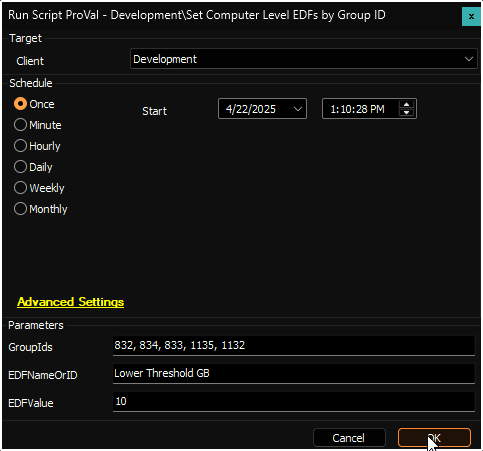 Run Script ProVal - Development\Set Computer Level EDFs by Group ID x
Target
Client Development
Schedule
Once Start 4/22/2025 1:10:28 PM
Minute
Hourly
Daily
Weekly
Monthly
Advanced Settings
Parameters
GroupIds 832, 834, 833, 1135, 1132
EDFNameOrID Lower Threshold GB
EDFValue 10
Cancel OK